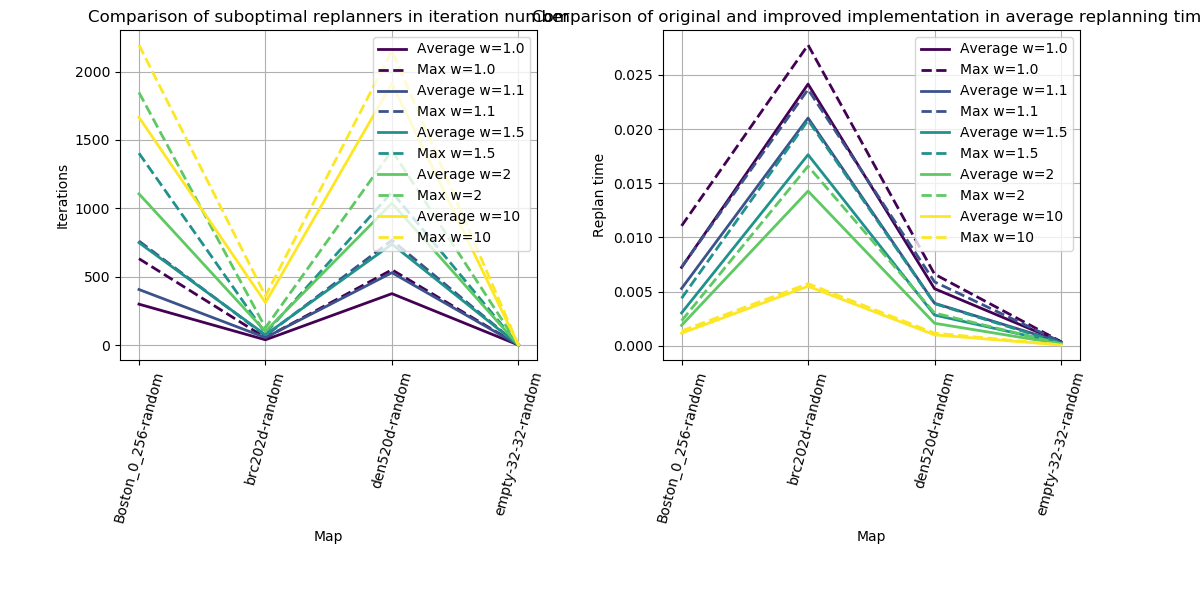 Comparison of suboptimal replanners in iteration number
Comparison of original and improved implementation in average replanning tim
Iterations
2000
1500
1000
500
0
Average w=1.0
Max w=1.0
Average w=1.1
Max w=1.1
Average w=1.5
Max w=1.5
Average w=2
Max w=2
Average w=10
Max w=10
Boston_0_256-random
brc202d-random
den520d-random
empty-32-32-random
Map
Replan time
0.025
0.020
0.015
0.010
0.005
0.000
Average w=1.0
Max w=1.0
Average w=1.1
Max w=1.1
Average w=1.5
Max w=1.5
Average w=2
Max w=2
Average w=10
Max w=10
Boston_0_256-random
brc202d-random
den520d-random
empty-32-32-random
Map